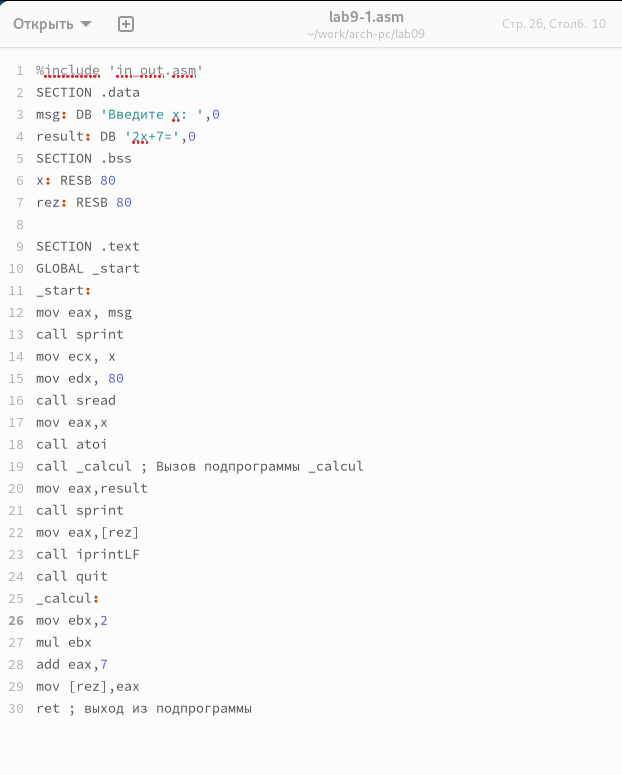 Открыть
lab9-1.asm
~/work/arch-pc/lab09
Стр. 26, Столб. 10
1 %include 'in_out.asm'
2 SECTION .data
3 msg: DB 'Введите x: ',0
4 result: DB '2x+7=',0
5 SECTION .bss
6 x: RESB 80
7 rez: RESB 80
8
9 SECTION .text
10 GLOBAL _start
11 _start:
12 mov eax, msg
13 call sprint
14 mov ecx, x
15 mov edx, 80
16 call sread
17 mov eax,x
18 call atoi
19 call _calcul ; Вызов подпрограммы _calcul
20 mov eax,result
21 call sprint
22 mov eax,[rez]
23 call iprintLF
24 call quit
25 _calcul:
26 mov ebx,2
27 mul ebx
28 add eax,7
29 mov [rez],eax
30 ret ; выход из подпрограммы